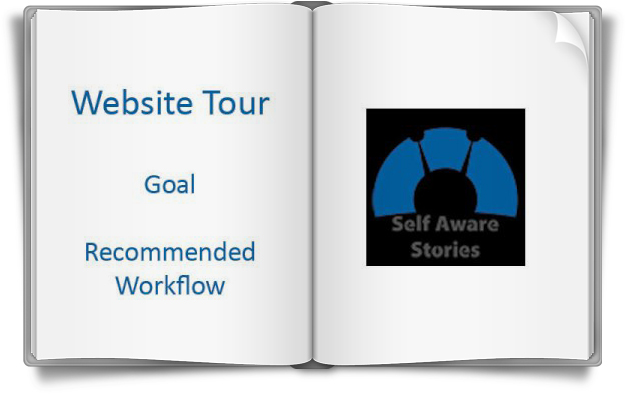 Website Tour
Goal
Recommended
Workflow
Self Aware
Stories